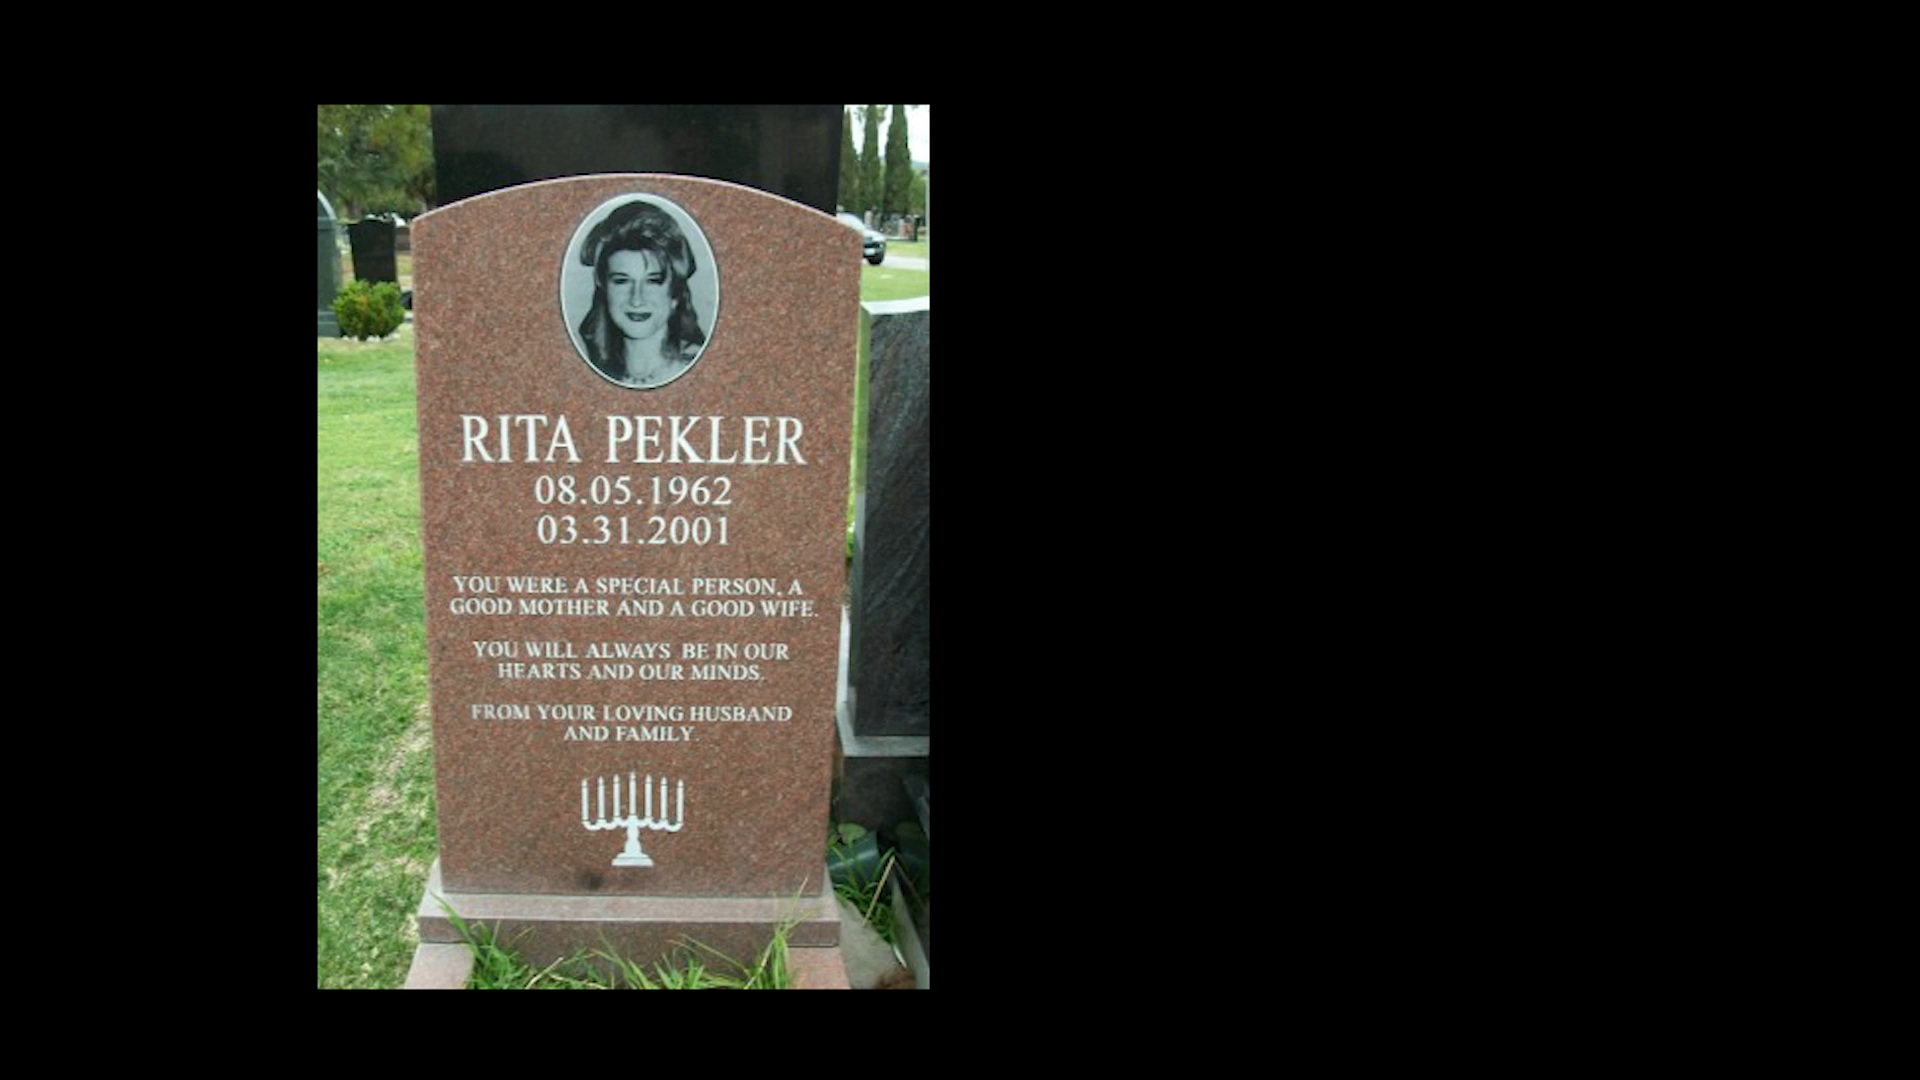 RITA PEKLER
08.05.1962
03.31.2001
YOU WERE A SPECIAL PERSON, A
GOOD MOTHER AND A GOOD WIFE.
YOU WILL ALWAYS BE IN OUR
HEARTS AND OUR MINDS.
FROM YOUR LOVING HUSBAND
AND FAMILY.